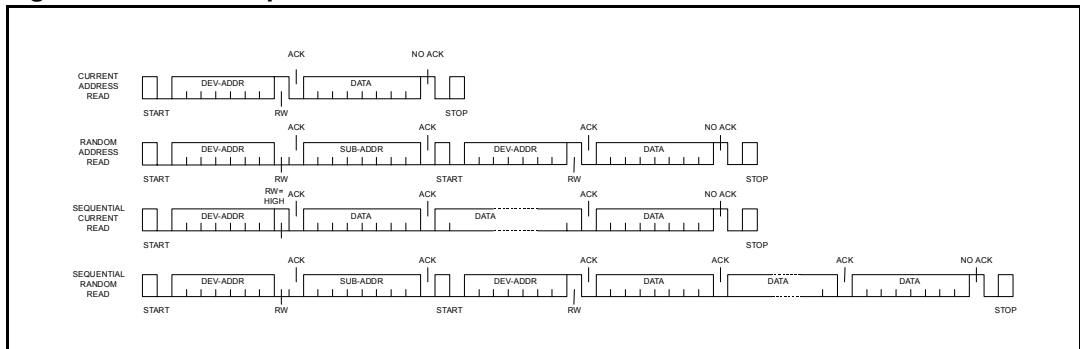 ACK NO ACK
CURRENT ADDRESS READ DEV-ADDR DATA
START RW STOP
ACK ACK ACK NO ACK
RANDOM ADDRESS READ DEV-ADDR SUB-ADDR DEV-ADDR DATA
START RW START RW STOP
RW= HIGH ACK ACK ACK NO ACK
SEQUENTIAL CURRENT READ DEV-ADDR DATA DATA DATA
START STOP
ACK ACK ACK ACK ACK NO ACK
SEQUENTIAL RANDOM READ DEV-ADDR SUB-ADDR DEV-ADDR DATA DATA DATA
START RW START RW STOP